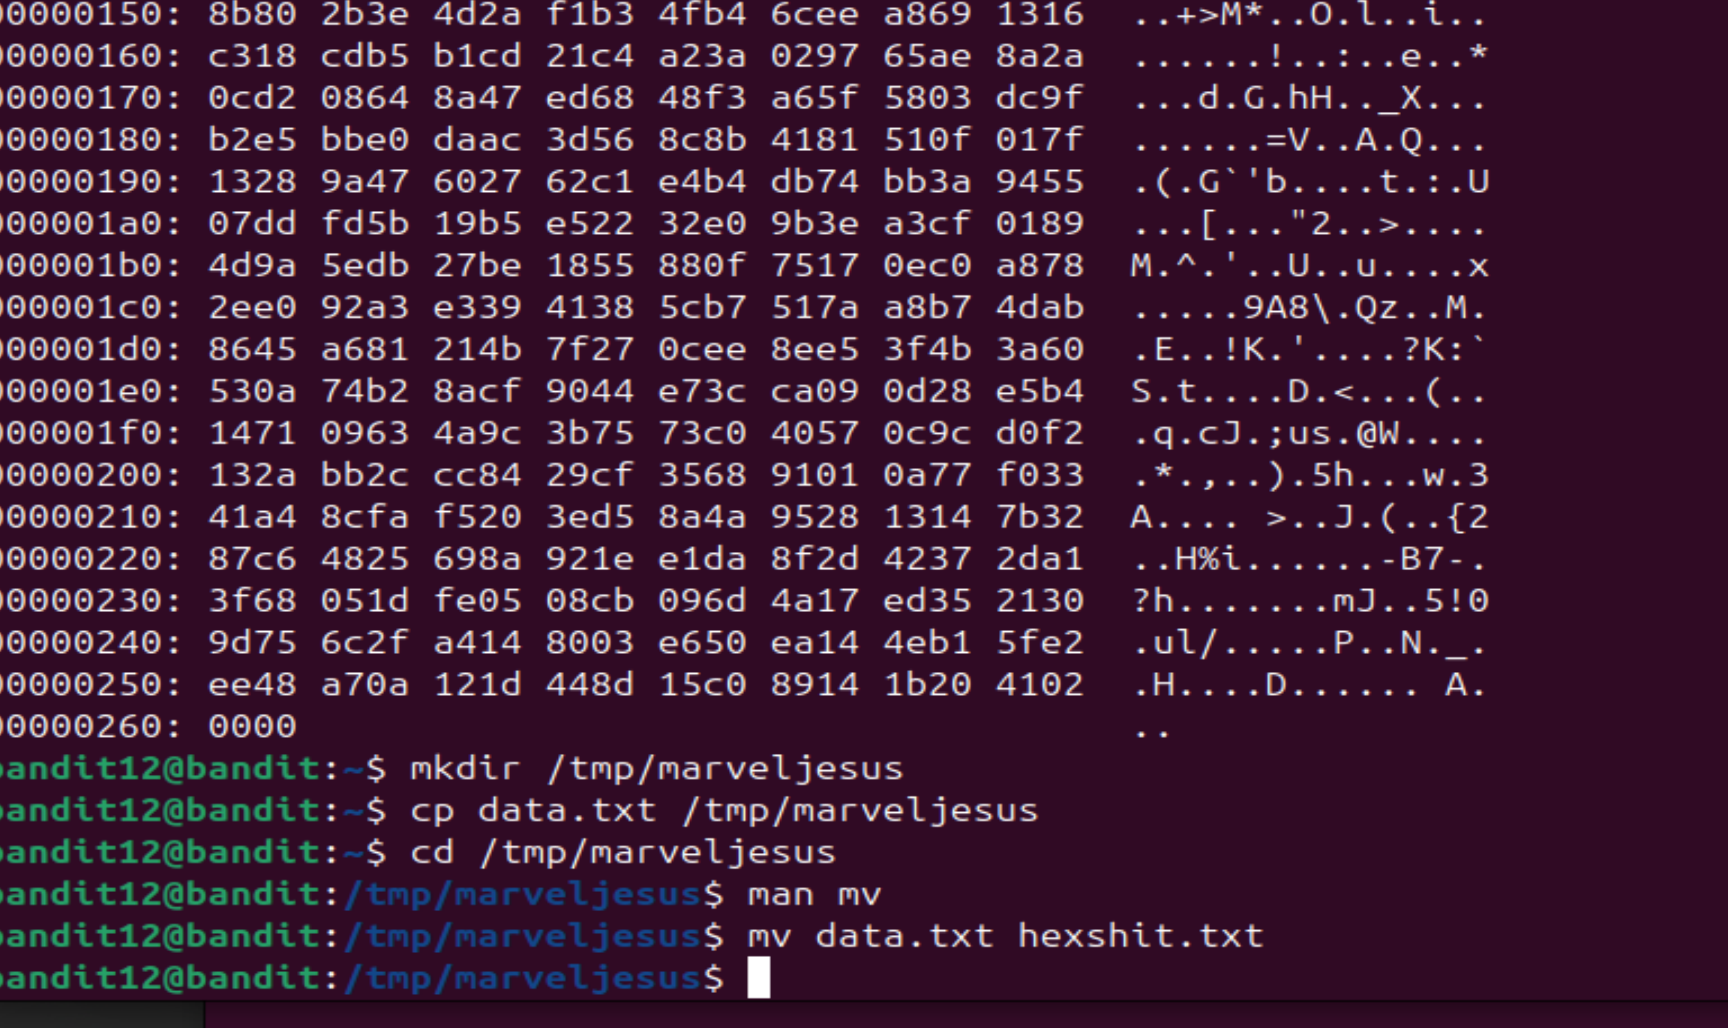 00000150: 8b80 2b3e 4d2a f1b3 4fb4 6cee a869 1316  ..+>M*..O.l..i..
00000160: c318 cdb5 b1cd 21c4 a23a 0297 65ae 8a2a  ......!..:..e..*
00000170: 0cd2 0864 8a47 ed68 48f3 a65f 5803 dc9f  ...d.G.hH.._X...
00000180: b2e5 bbe0 daac 3d56 8c8b 4181 510f 017f  ......=V..A.Q...
00000190: 1328 9a47 6027 62c1 e4b4 db74 bb3a 9455  .(.G`'b....t.:.U
000001a0: 07dd fd5b 19b5 e522 32e0 9b3e a3cf 0189  ...[..."2..>....
000001b0: 4d9a 5edb 27be 1855 880f 7517 0ec0 a878  M.^.'..U..u....x
000001c0: 2ee0 92a3 e339 4138 5cb7 517a a8b7 4dab  .....9A8\.Qz..M.
000001d0: 8645 a681 214b 7f27 0cee 8ee5 3f4b 3a60  .E..!K.'....?K:`
000001e0: 530a 74b2 8acf 9044 e73c ca09 0d28 e5b4  S.t....D.<...(..
000001f0: 1471 0963 4a9c 3b75 73c0 4057 0c9c d0f2  .q.cJ.;us.@W....
00000200: 132a bb2c cc84 29cf 3568 9101 0a77 f033  .*.,..).5h...w.3
00000210: 41a4 8cfa f520 3ed5 8a4a 9528 1314 7b32  A.... >..J.(..{2
00000220: 87c6 4825 698a 921e e1da 8f2d 4237 2da1  ..H%i......-B7-.
00000230: 3f68 051d fe05 08cb 096d 4a17 ed35 2130  ?h.......mJ..5!0
00000240: 9d75 6c2f a414 8003 e650 ea14 4eb1 5fe2  .ul/.....P..N._.
00000250: ee48 a70a 121d 448d 15c0 8914 1b20 4102  .H....D...... A.
00000260: 0000                                     ..
bandit12@bandit:~$ mkdir /tmp/marveljesus
bandit12@bandit:~$ cp data.txt /tmp/marveljesus
bandit12@bandit:~$ cd /tmp/marveljesus
bandit12@bandit:/tmp/marveljesus$ man mv
bandit12@bandit:/tmp/marveljesus$ mv data.txt hexshit.txt
bandit12@bandit:/tmp/marveljesus$